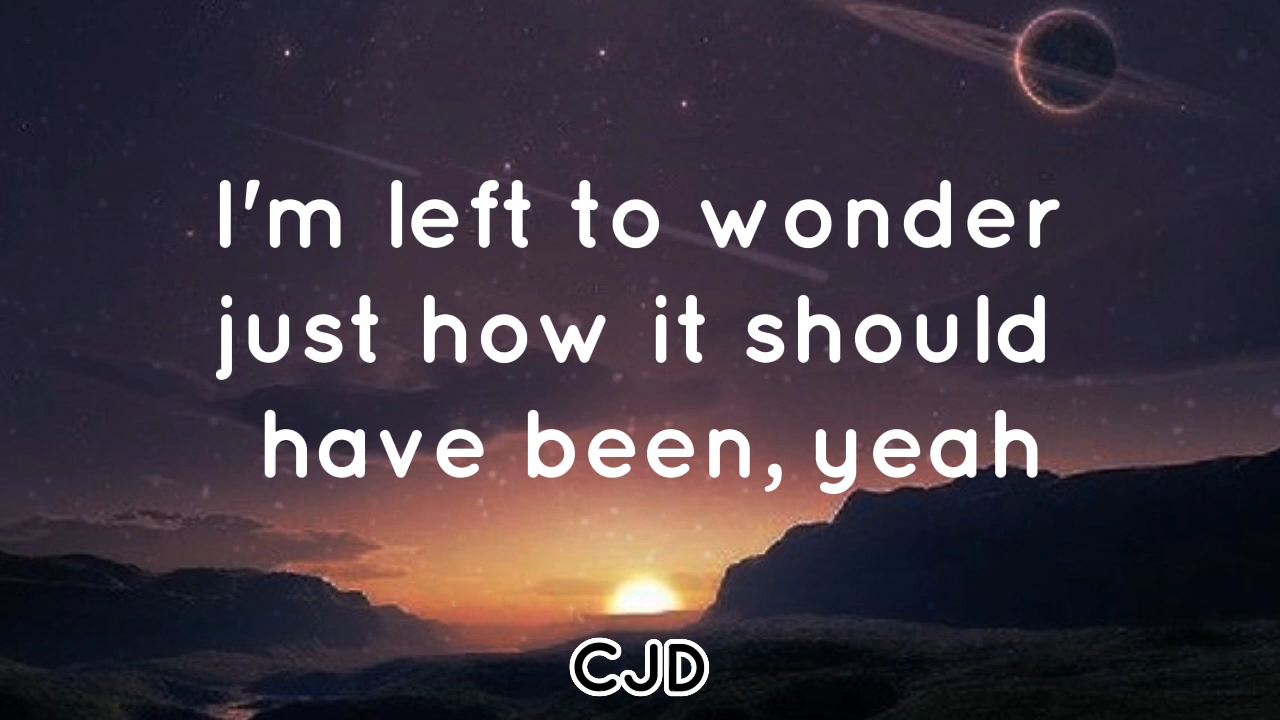 I'm left to wonder
just how it should
have been, yeah
CJD